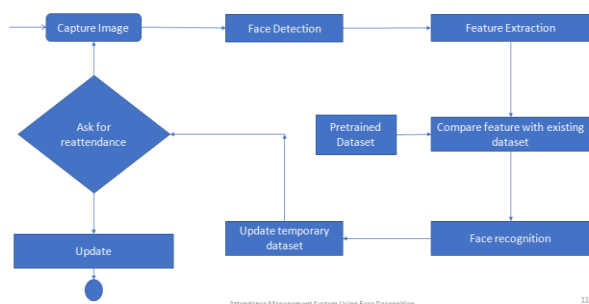 Capture Image
Face Detection
Feature Extraction
Ask for
reattendance
Pretrained
Dataset
Compare feature with existing
dataset
Update
Update temporary
dataset
Face recognition
Attendance Management System Using Face Recognition
11